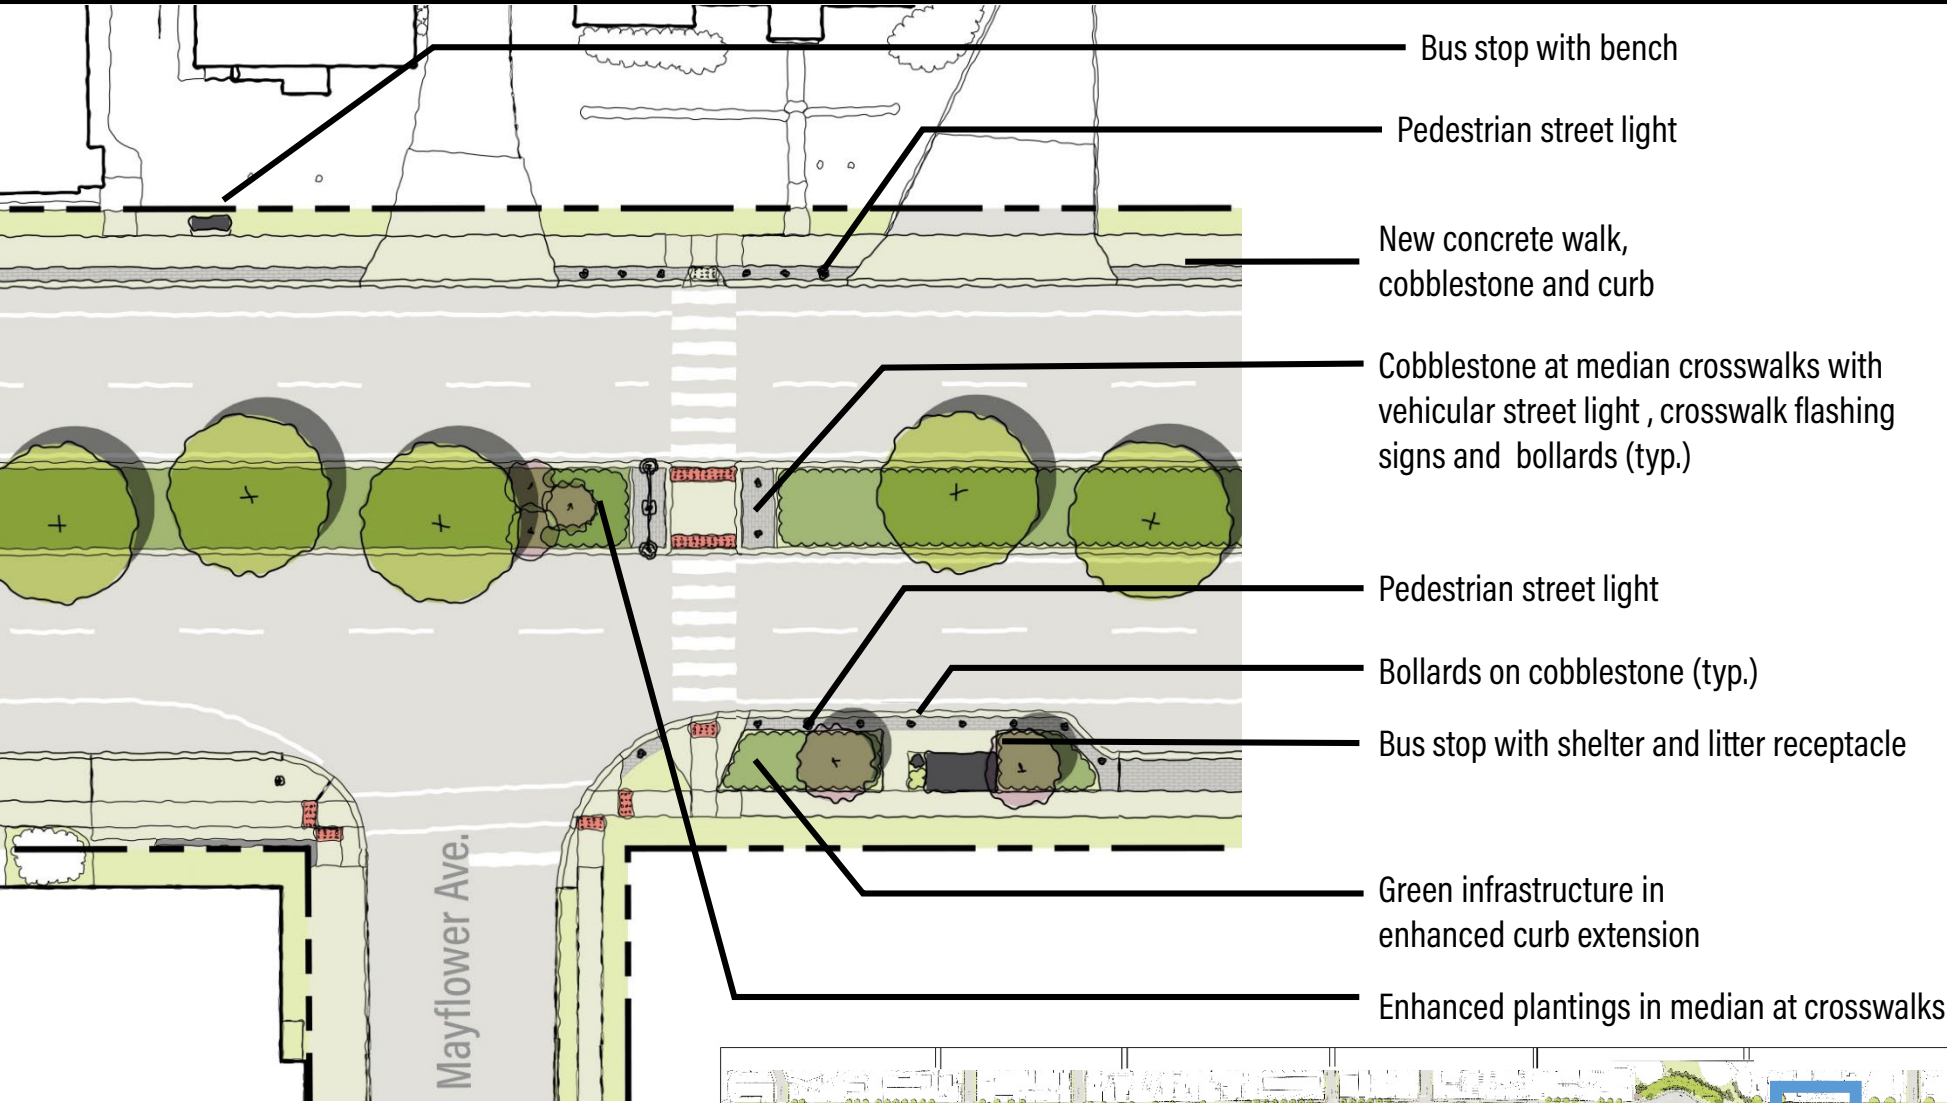 Bus stop with bench
Pedestrian street light
New concrete walk,
cobblestone and curb
Cobblestone at median crosswalks with
vehicular street light , crosswalk flashing
signs and  bollards (typ.)
Pedestrian street light
Bollards on cobblestone (typ.)
Bus stop with shelter and litter receptacle
Green infrastructure in
enhanced curb extension
Enhanced plantings in median at crosswalks
Mayflower Ave.